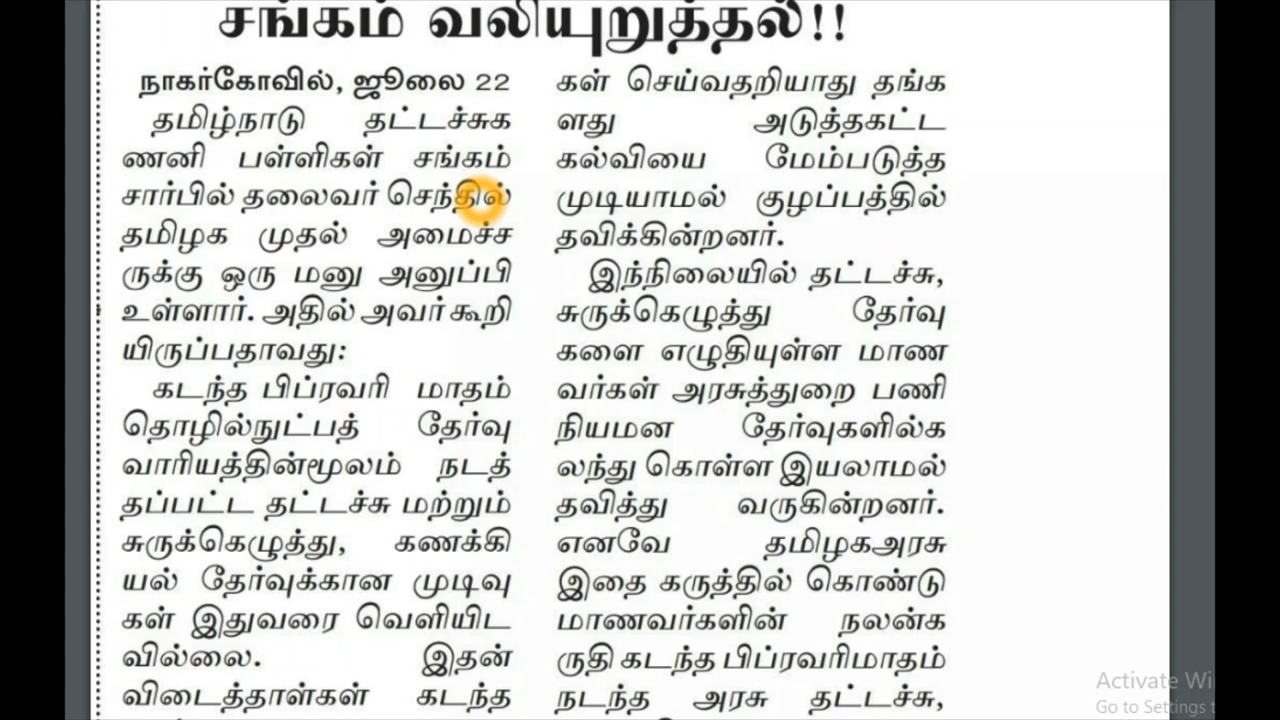 சங்கம் வலியுறுத்தல்!!
நாகர்கோவில், ஜூலை 22
தமிழ்நாடு தட்டச்சுக
ணனி பள்ளிகள் சங்கம்
சார்பில் தலைவர் செந்தில்
தமிழக முதல் அமைச்ச
ருக்கு ஒரு மனு அனுப்பி
உள்ளார். அதில் அவர் கூறி
யிருப்பதாவது:
கடந்த பிப்ரவரி மாதம்
தொழில்நுட்பத் தேர்வு
வாரியத்தின்மூலம் நடத்
தப்பட்ட தட்டச்சு மற்றும்
சுருக்கெழுத்து, கணக்கி
யல் தேர்வுக்கான முடிவு
கள் இதுவரை வெளியிட
வில்லை. இதன்
விடைத்தாள்கள் கடந்த
கள் செய்வதறியாது தங்க
ளது அடுத்தகட்ட
கல்வியை மேம்படுத்த
முடியாமல் குழப்பத்தில்
தவிக்கின்றனர்.
இந்நிலையில் தட்டச்சு,
சுருக்கெழுத்து தேர்வு
களை எழுதியுள்ள மாண
வர்கள் அரசுத்துறை பணி
நியமன தேர்வுகளில்க
லந்து கொள்ள இயலாமல்
தவித்து வருகின்றனர்.
எனவே தமிழகஅரசு
இதை கருத்தில் கொண்டு
மாணவர்களின் நலன்க
ருதி கடந்த பிப்ரவரிமாதம்
நடந்த அரசு தட்டச்சு,
Activate Wi
Go to Settings t